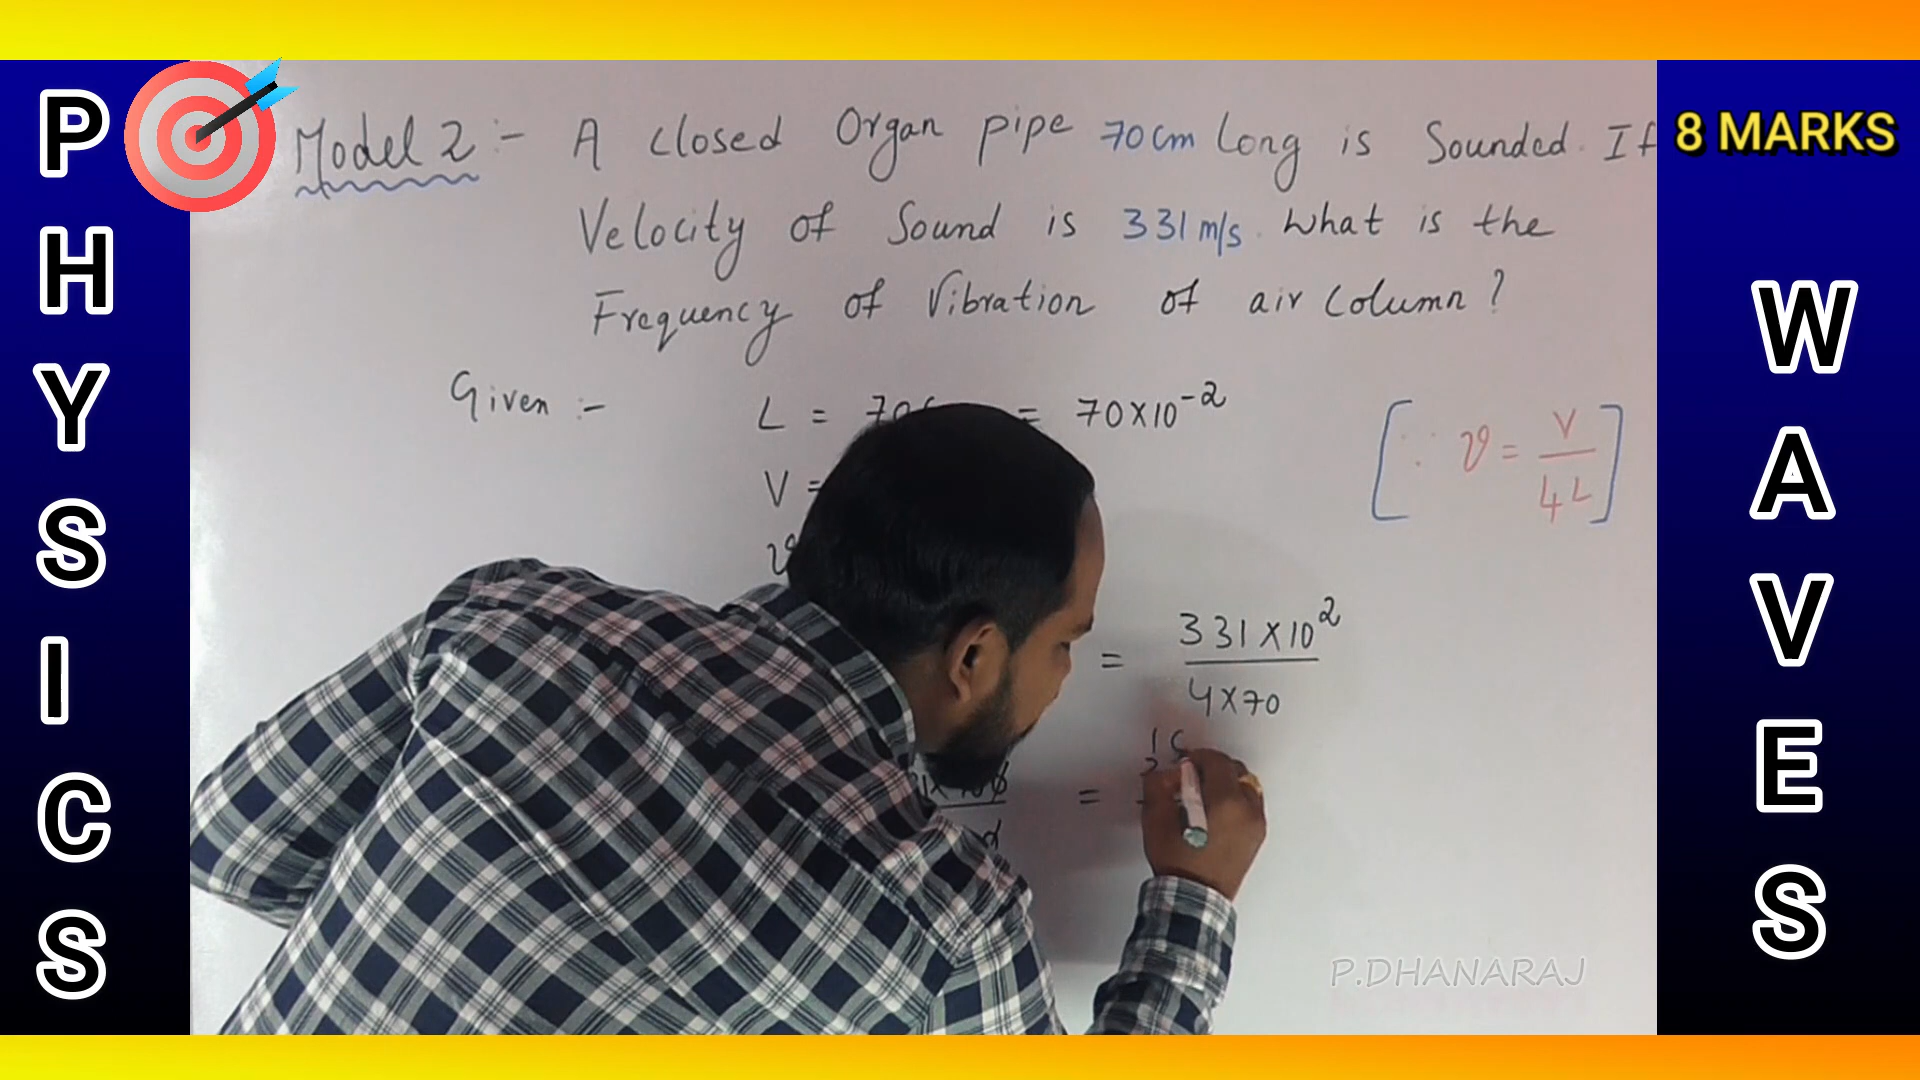 PHYSICS
8 MARKS
WAVES
Model 2 :- A closed Organ pipe 70cm Long is Sounded. If
Velocity of Sound is 331 m/s. What is the
Frequency of Vibration of air Column?
Given :- L = 70 = 70×10⁻²
[∵ ν = V/4L]
V =
ν
= 331×10²
4×70
=
P.DHANARAJ